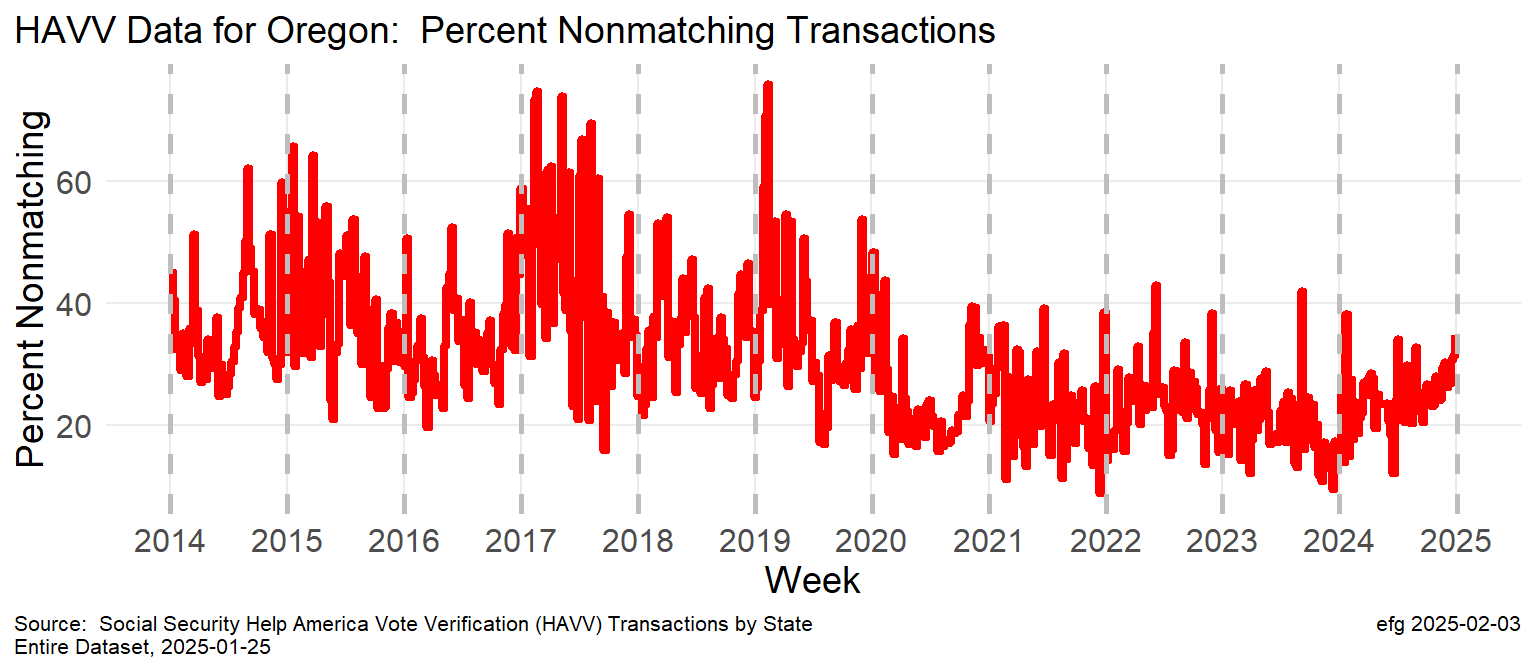 HAVV Data for Oregon:  Percent Nonmatching Transactions
Percent Nonmatching
60
40
20
2014 2015 2016 2017 2018 2019 2020 2021 2022 2023 2024 2025
Week
Source:  Social Security Help America Vote Verification (HAVV) Transactions by State
Entire Dataset, 2025-01-25
efg 2025-02-03